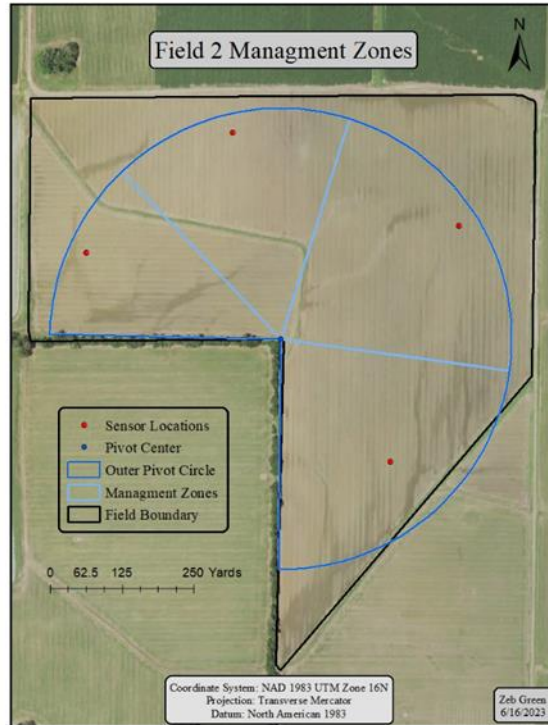 Field 2 Managment Zones
N
Sensor Locations
Pivot Center
Outer Pivot Circle
Managment Zones
Field Boundary
0 62.5 125 250 Yards
Coordinate System: NAD 1983 UTM Zone 16N
Projection: Transverse Mercator
Datum: North American 1983
Zeb Green
6/16/2023